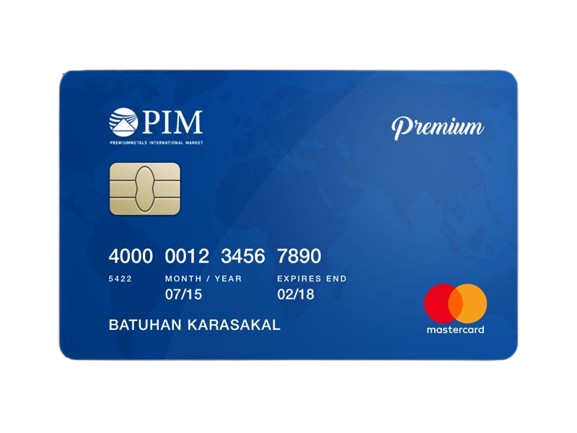 PIM
PREMIUMMETALS INTERNATIONAL MARKET
Premium
4000 0012 3456 7890
5422 MONTH / YEAR EXPIRES END
07/15 02/18
BATUHAN KARASAKAL
mastercard